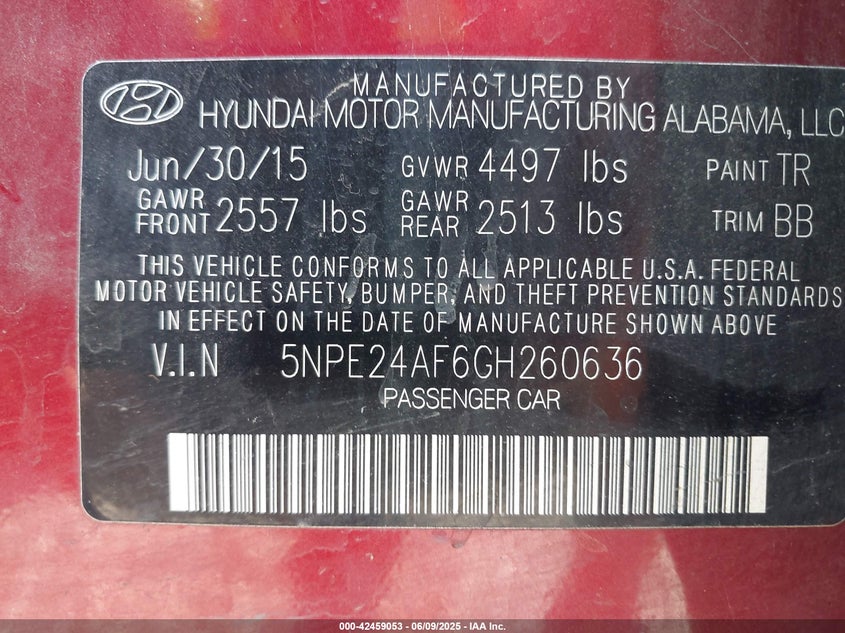 MANUFACTURED BY
HYUNDAI MOTOR MANUFACTURING ALABAMA, LLC
Jun/30/15 GVWR 4497 lbs PAINT TR
GAWR FRONT 2557 lbs GAWR REAR 2513 lbs TRIM BB
THIS VEHICLE CONFORMS TO ALL APPLICABLE U.S.A. FEDERAL
MOTOR VEHICLE SAFETY, BUMPER, AND THEFT PREVENTION STANDARDS
IN EFFECT ON THE DATE OF MANUFACTURE SHOWN ABOVE
V.I.N 5NPE24AF6GH260636
PASSENGER CAR
000-42459053 - 06/09/2025 - IAA Inc.